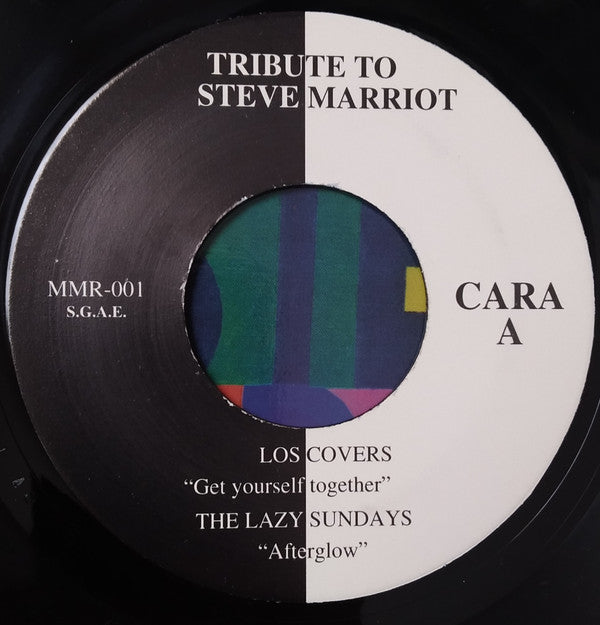 TRIBUTE TO
STEVE MARRIOT
MMR-001
S.G.A.E.
CARA
A
LOS COVERS
“Get yourself together”
THE LAZY SUNDAYS
“Afterglow”